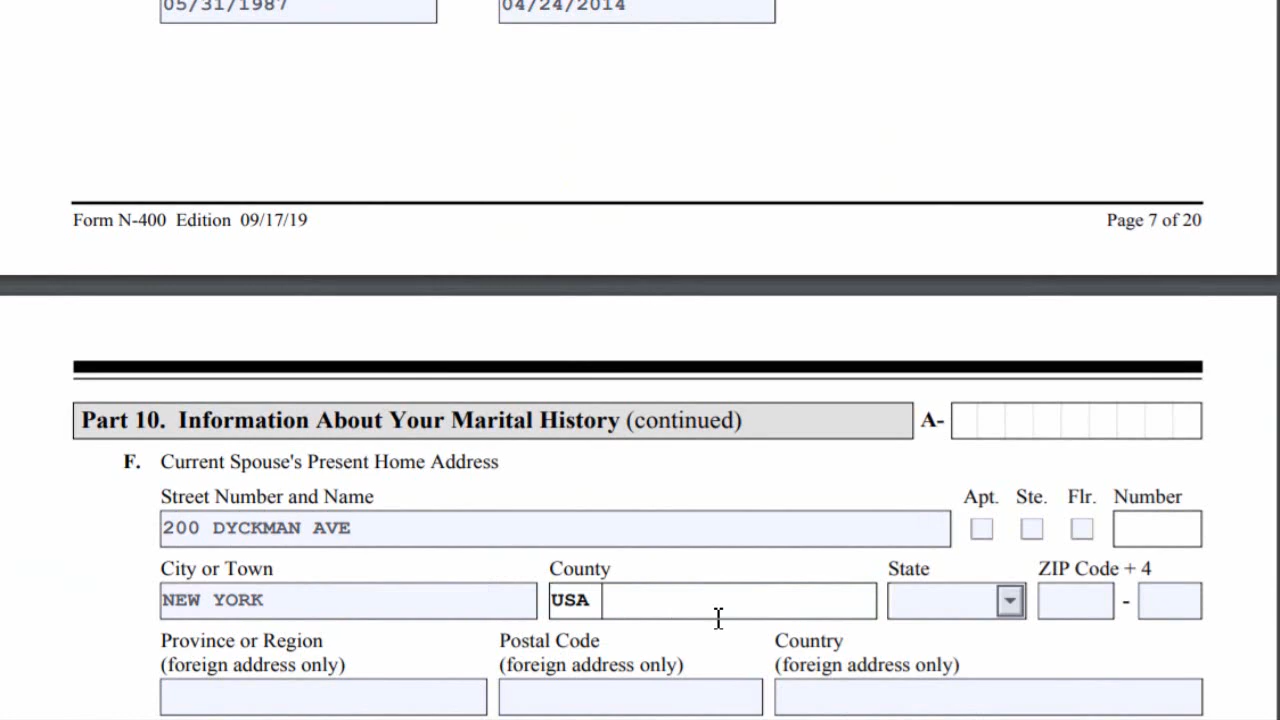 05/31/1987 04/24/2014
Form N-400 Edition 09/17/19 Page 7 of 20
Part 10. Information About Your Marital History (continued) A-
F. Current Spouse's Present Home Address
Street Number and Name Apt. Ste. Flr. Number
200 DYCKMAN AVE
City or Town County State ZIP Code + 4
NEW YORK USA -
Province or Region Postal Code Country
(foreign address only) (foreign address only) (foreign address only)